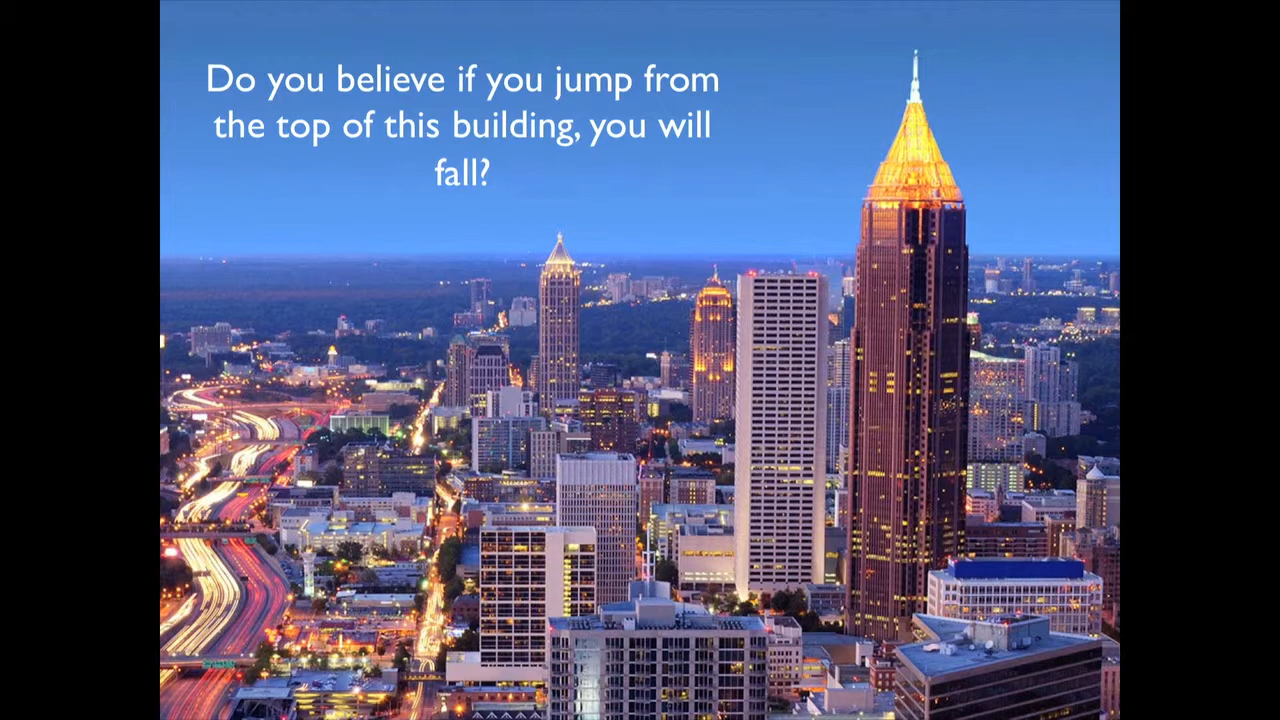 Do you believe if you jump from
the top of this building, you will
fall?